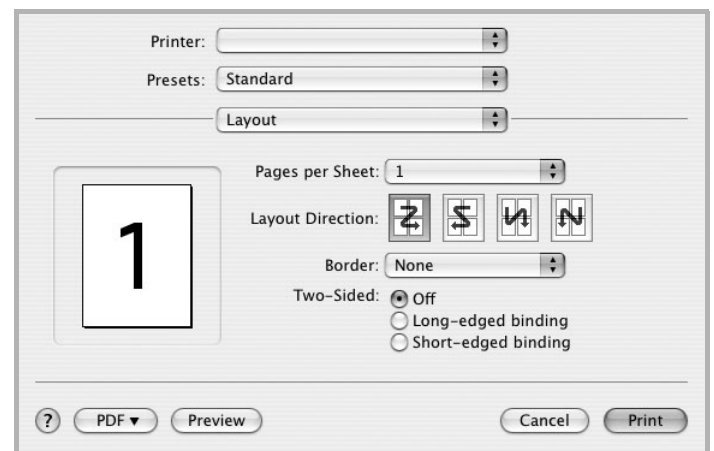 Printer:
Presets: Standard
Layout
Pages per Sheet: 1
Layout Direction:
1
Border: None
Two-Sided: Off
Long-edged binding
Short-edged binding
? PDF ▼ Preview Cancel Print